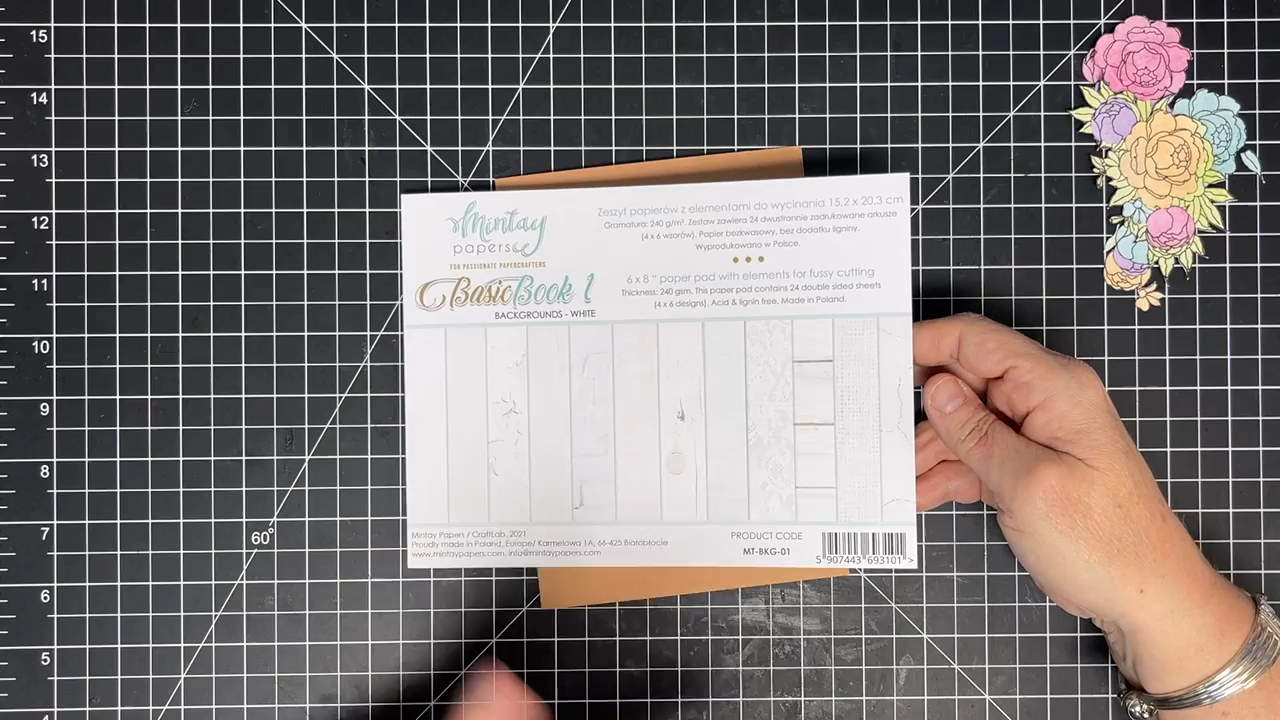 15
14
13
12
11
10
9
8
7
6
5
60°
Mintay
papers
FOR PASSIONATE PAPERCRAFTERS
BasicBook 1
BACKGROUNDS - WHITE
Zeszyt papierów z elementami do wycinania 15,2 x 20,3 cm
Gramatura: 240 g/m². Zestaw zawiera 24 dwustronnie zadrukowane arkusze
(4 x 6 wzorów). Papier bezkwasowy, bez dodatku ligniny.
Wyprodukowano w Polsce.
6 x 8 " paper pad with elements for fussy cutting
Thickness: 240 gsm. This paper pad contains 24 double sided sheets
(4 x 6 designs). Acid & lignin free. Made in Poland.
Mintay Papers / CraftLab, 2021
Proudly made in Poland, Europe/ Karmelowa 1A, 66-425 Białobłocie
www.mintaypapers.com, info@mintaypapers.com
PRODUCT CODE
MT-BKG-01
5 907443 693101 >